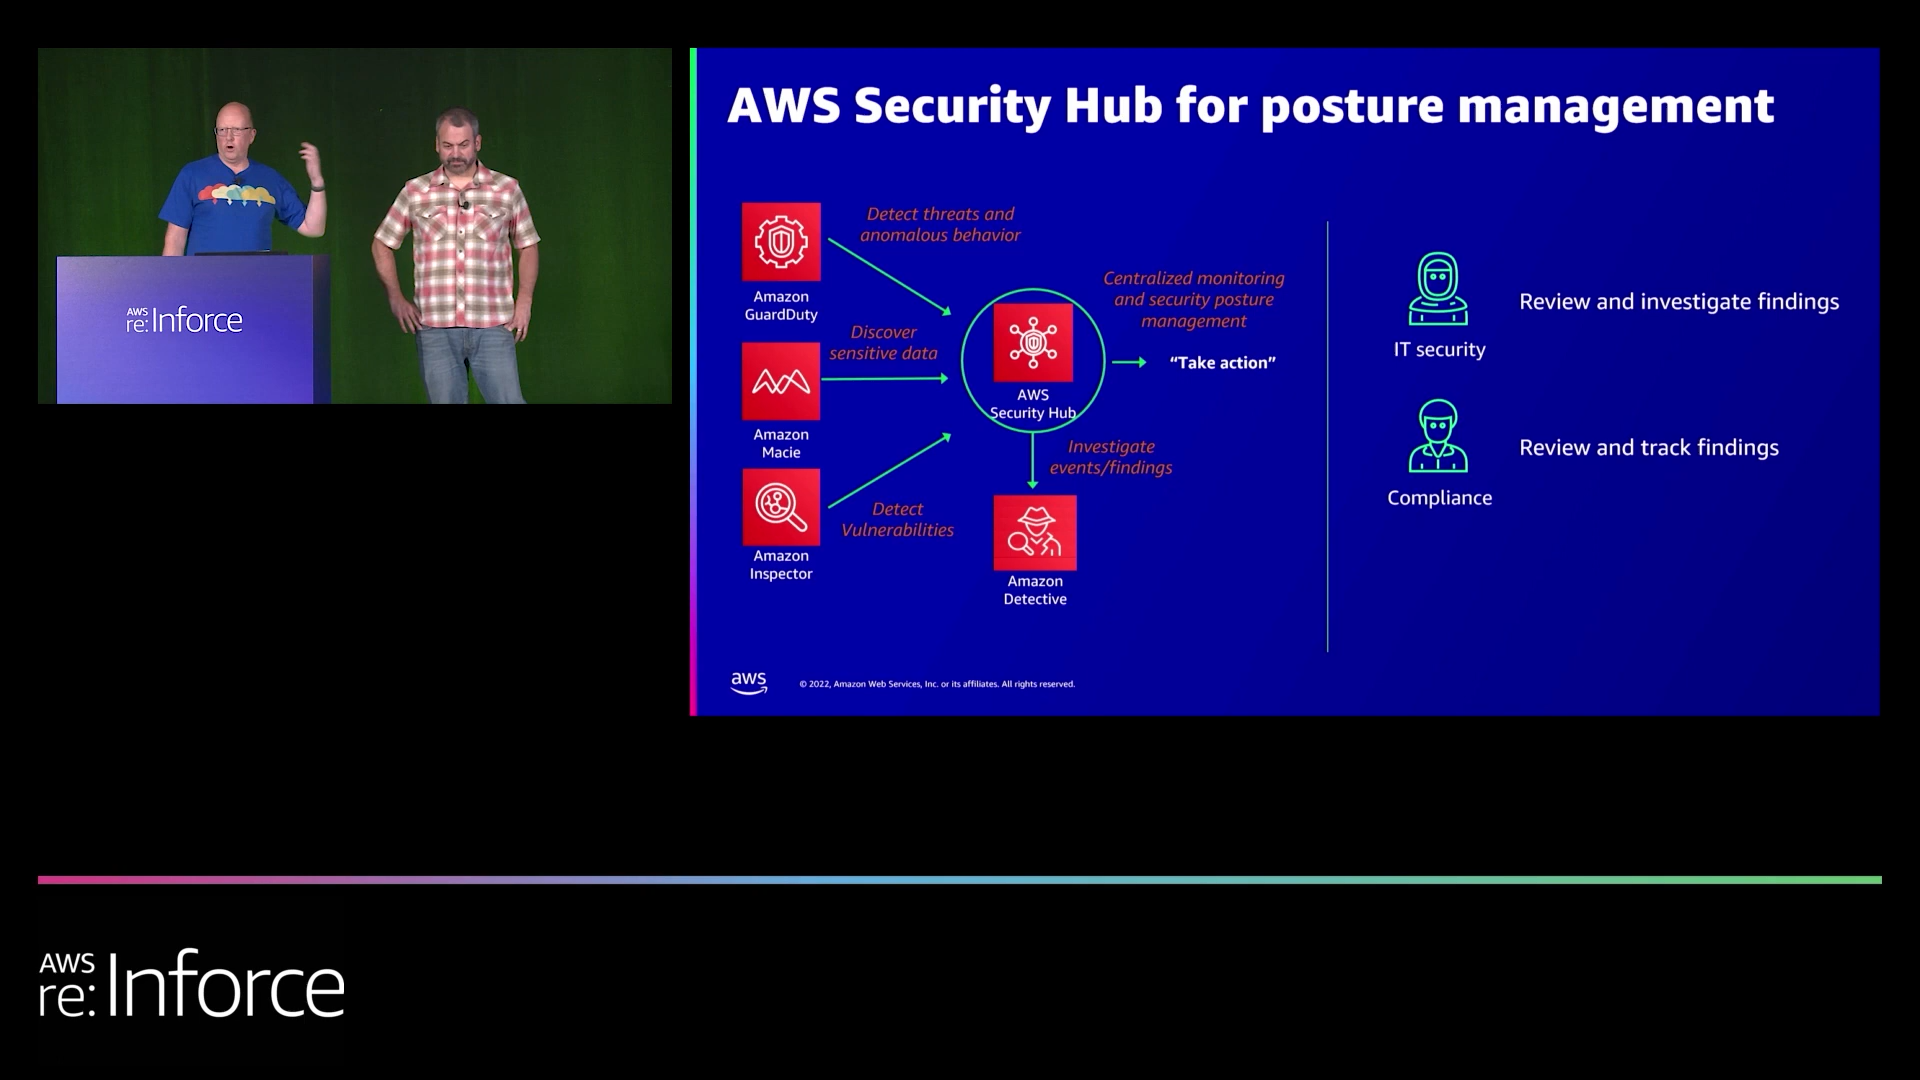 AWS
re:Inforce
AWS Security Hub for posture management
Amazon
GuardDuty
Detect threats and
anomalous behavior
Amazon
Macie
Discover
sensitive data
Amazon
Inspector
Detect
Vulnerabilities
AWS
Security Hub
Centralized monitoring
and security posture
management
“Take action”
Investigate
events/findings
Amazon
Detective
IT security
Review and investigate findings
Compliance
Review and track findings
aws
© 2022, Amazon Web Services, Inc. or its affiliates. All rights reserved.
AWS
re:Inforce